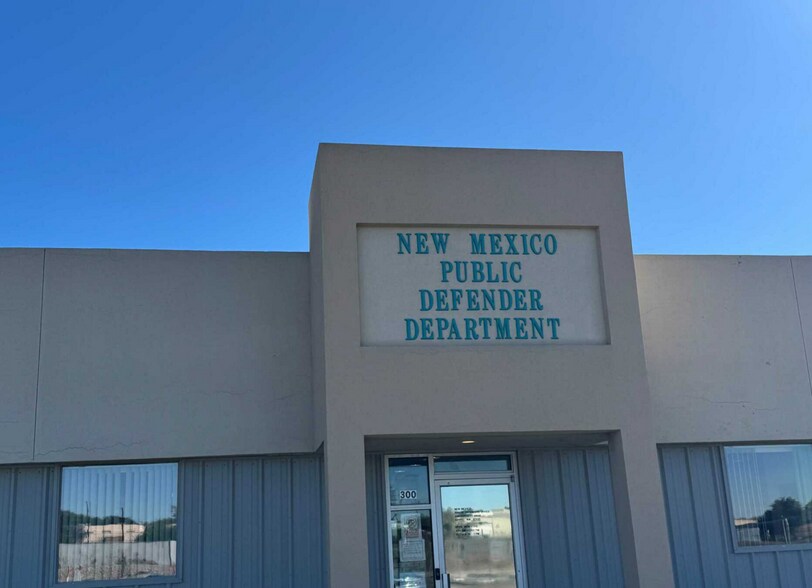 NEW MEXICO
PUBLIC
DEFENDER
DEPARTMENT
300